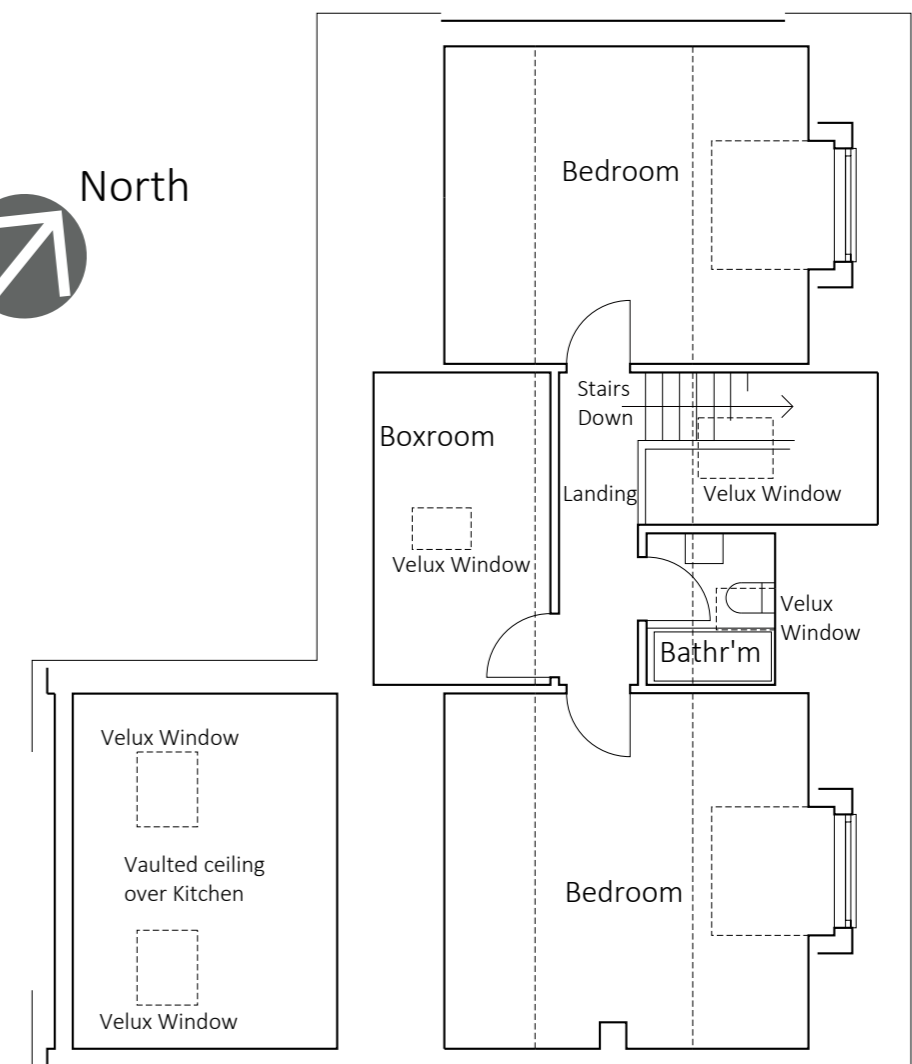 North
Bedroom
Stairs
Down
Boxroom
Landing
Velux Window
Velux Window
Velux
Window
Bathr'm
Velux Window
Vaulted ceiling
over Kitchen
Bedroom
Velux Window